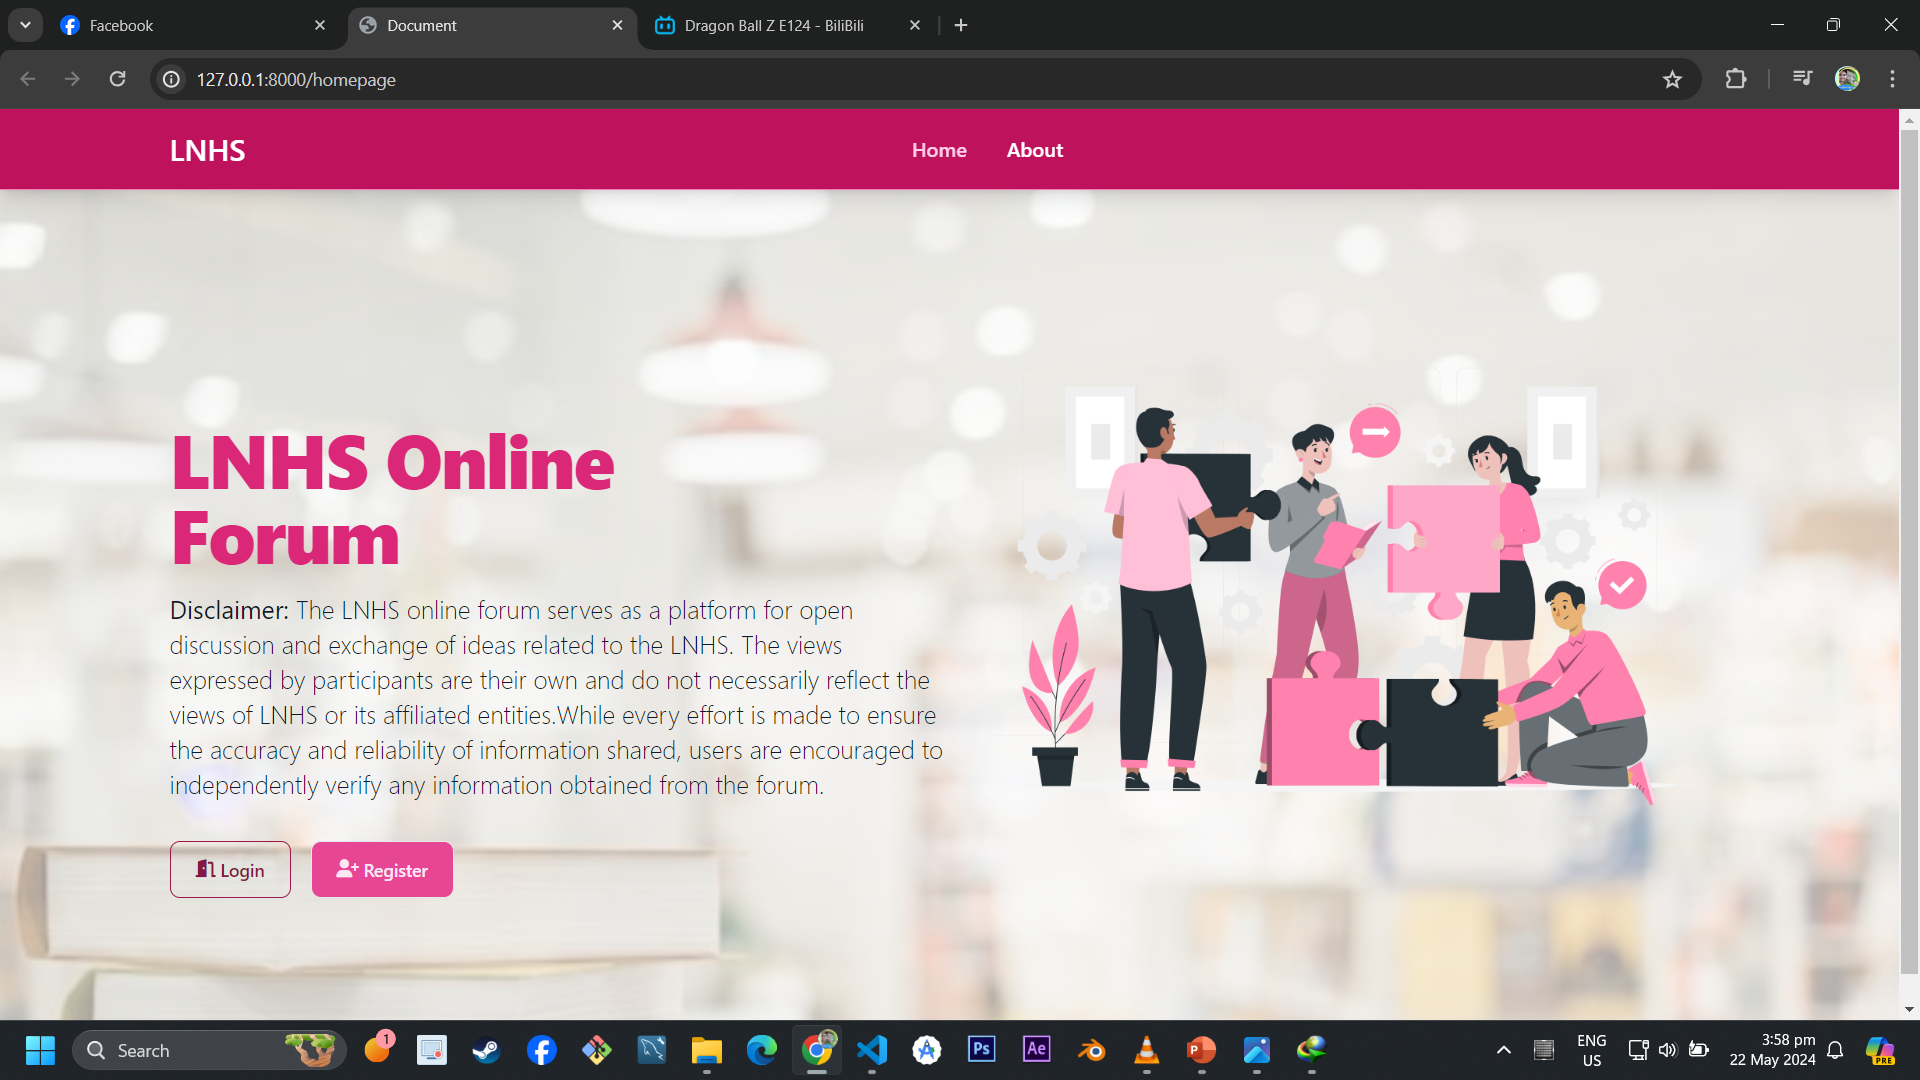 Facebook
Document
Dragon Ball Z E124 - BiliBili
127.0.0.1:8000/homepage
LNHS
Home
About
LNHS Online
Forum
Disclaimer: The LNHS online forum serves as a platform for open
discussion and exchange of ideas related to the LNHS. The views
expressed by participants are their own and do not necessarily reflect the
views of LNHS or its affiliated entities.While every effort is made to ensure
the accuracy and reliability of information shared, users are encouraged to
independently verify any information obtained from the forum.
Login
Register
Search
1
Ps
Ae
P
ENG
US
3:58 pm
22 May 2024
PRE